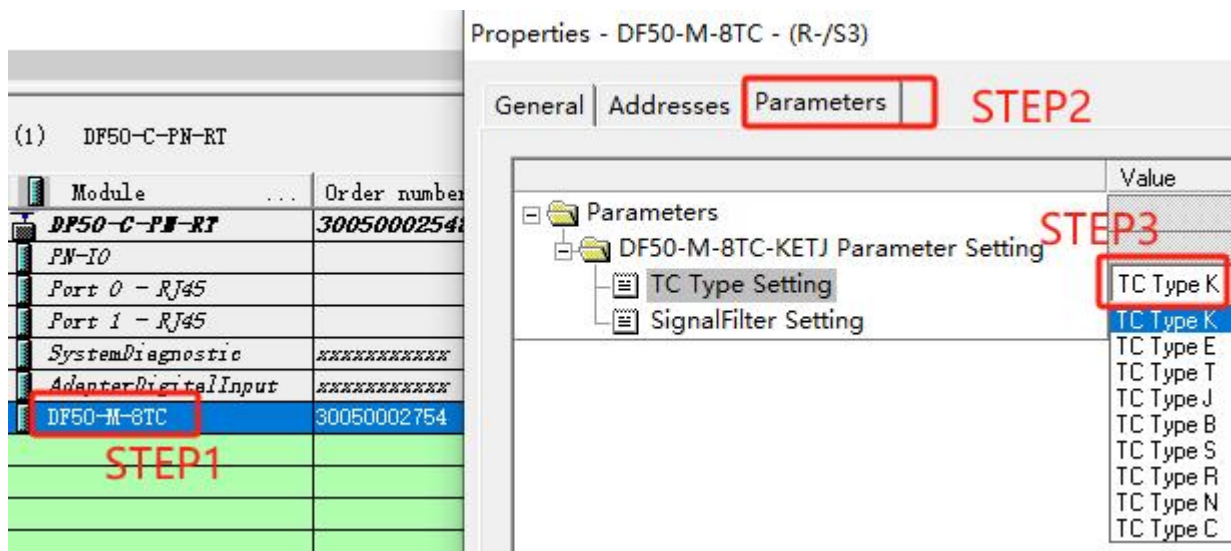 Properties - DF50-M-8TC - (R-/S3)
General Addresses Parameters STEP2
(1) DF50-C-PN-RT
Module ... Order number
DF50-C-PN-RT
PN-IO
Port 0 - RJ45
Port 1 - RJ45
SystemDiagnostic xxxxxxxxxxx
AdapterDigitalInput xxxxxxxxxxx
DF50-M-8TC 30050002754
STEP1
Value
Parameters
STEP3
DF50-M-8TC-KETJ Parameter Setting
TC Type Setting TC Type K
SignalFilter Setting
TC Type K
TC Type E
TC Type T
TC Type J
TC Type B
TC Type S
TC Type R
TC Type N
TC Type C